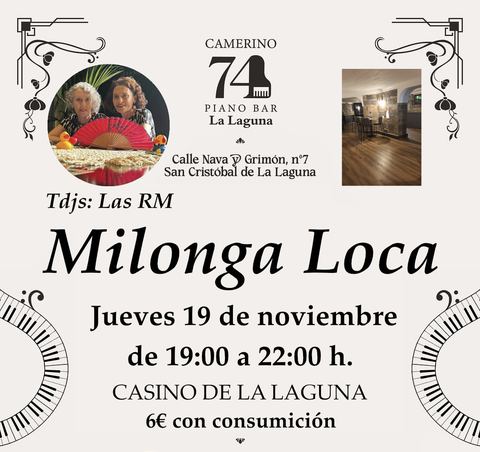 CAMERINO
74
PIANO BAR
La Laguna
Calle Nava y Grimón, nº7
San Cristóbal de La Laguna
Tdjs: Las RM
Milonga Loca
Jueves 19 de noviembre
de 19:00 a 22:00 h.
CASINO DE LA LAGUNA
6€ con consumición